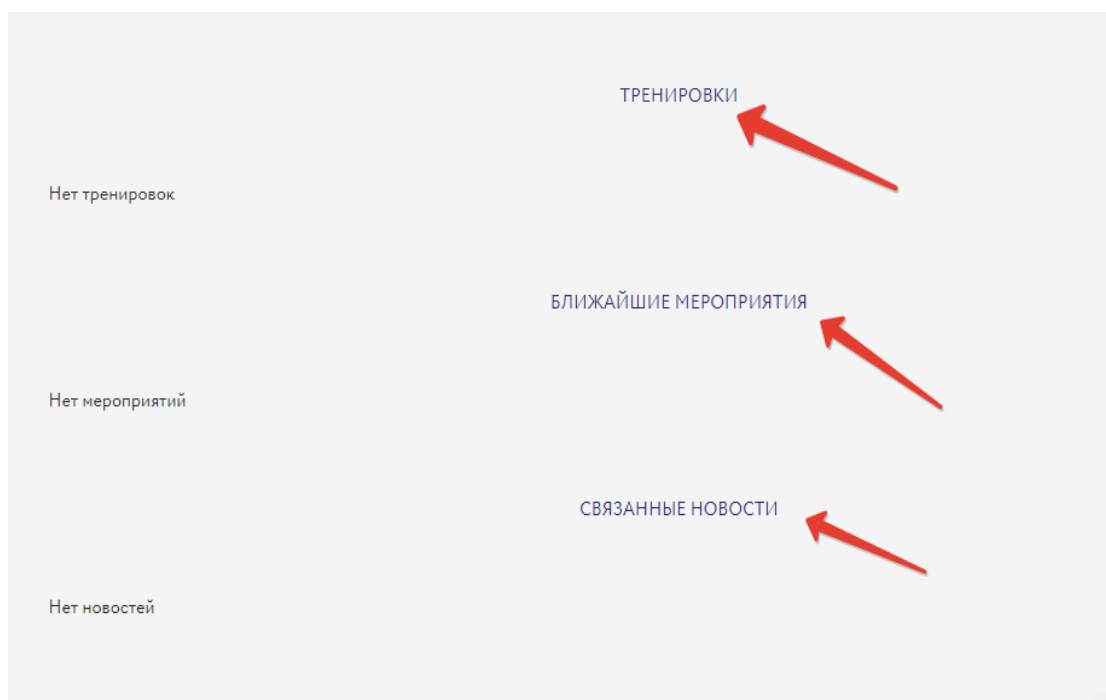 ТРЕНИРОВКИ
Нет тренировок
БЛИЖАЙШИЕ МЕРОПРИЯТИЯ
Нет мероприятий
СВЯЗАННЫЕ НОВОСТИ
Нет новостей